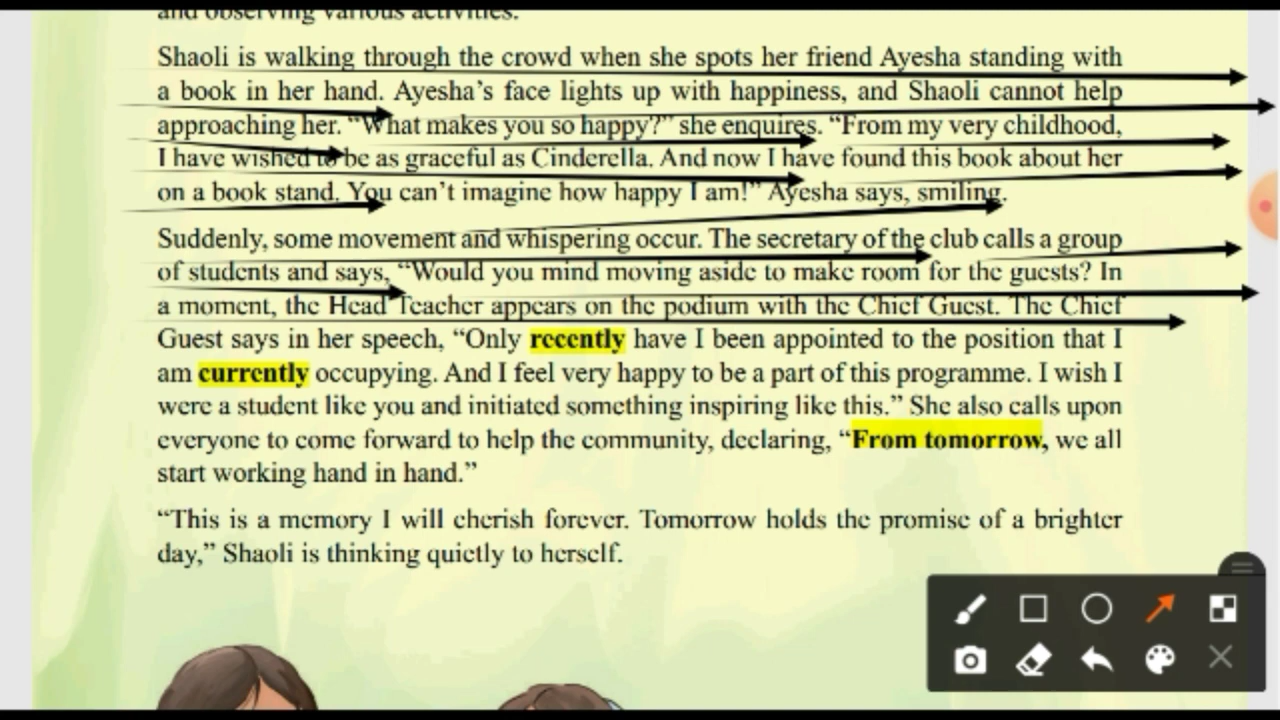 and observing various activities.
Shaoli is walking through the crowd when she spots her friend Ayesha standing with
a book in her hand. Ayesha’s face lights up with happiness, and Shaoli cannot help
approaching her. “What makes you so happy?” she enquires. “From my very childhood,
I have wished to be as graceful as Cinderella. And now I have found this book about her
on a book stand. You can’t imagine how happy I am!” Ayesha says, smiling.
Suddenly, some movement and whispering occur. The secretary of the club calls a group
of students and says, “Would you mind moving aside to make room for the guests? In
a moment, the Head Teacher appears on the podium with the Chief Guest. The Chief
Guest says in her speech, “Only recently have I been appointed to the position that I
am currently occupying. And I feel very happy to be a part of this programme. I wish I
were a student like you and initiated something inspiring like this.” She also calls upon
everyone to come forward to help the community, declaring, “From tomorrow, we all
start working hand in hand.”
“This is a memory I will cherish forever. Tomorrow holds the promise of a brighter
day,” Shaoli is thinking quietly to herself.